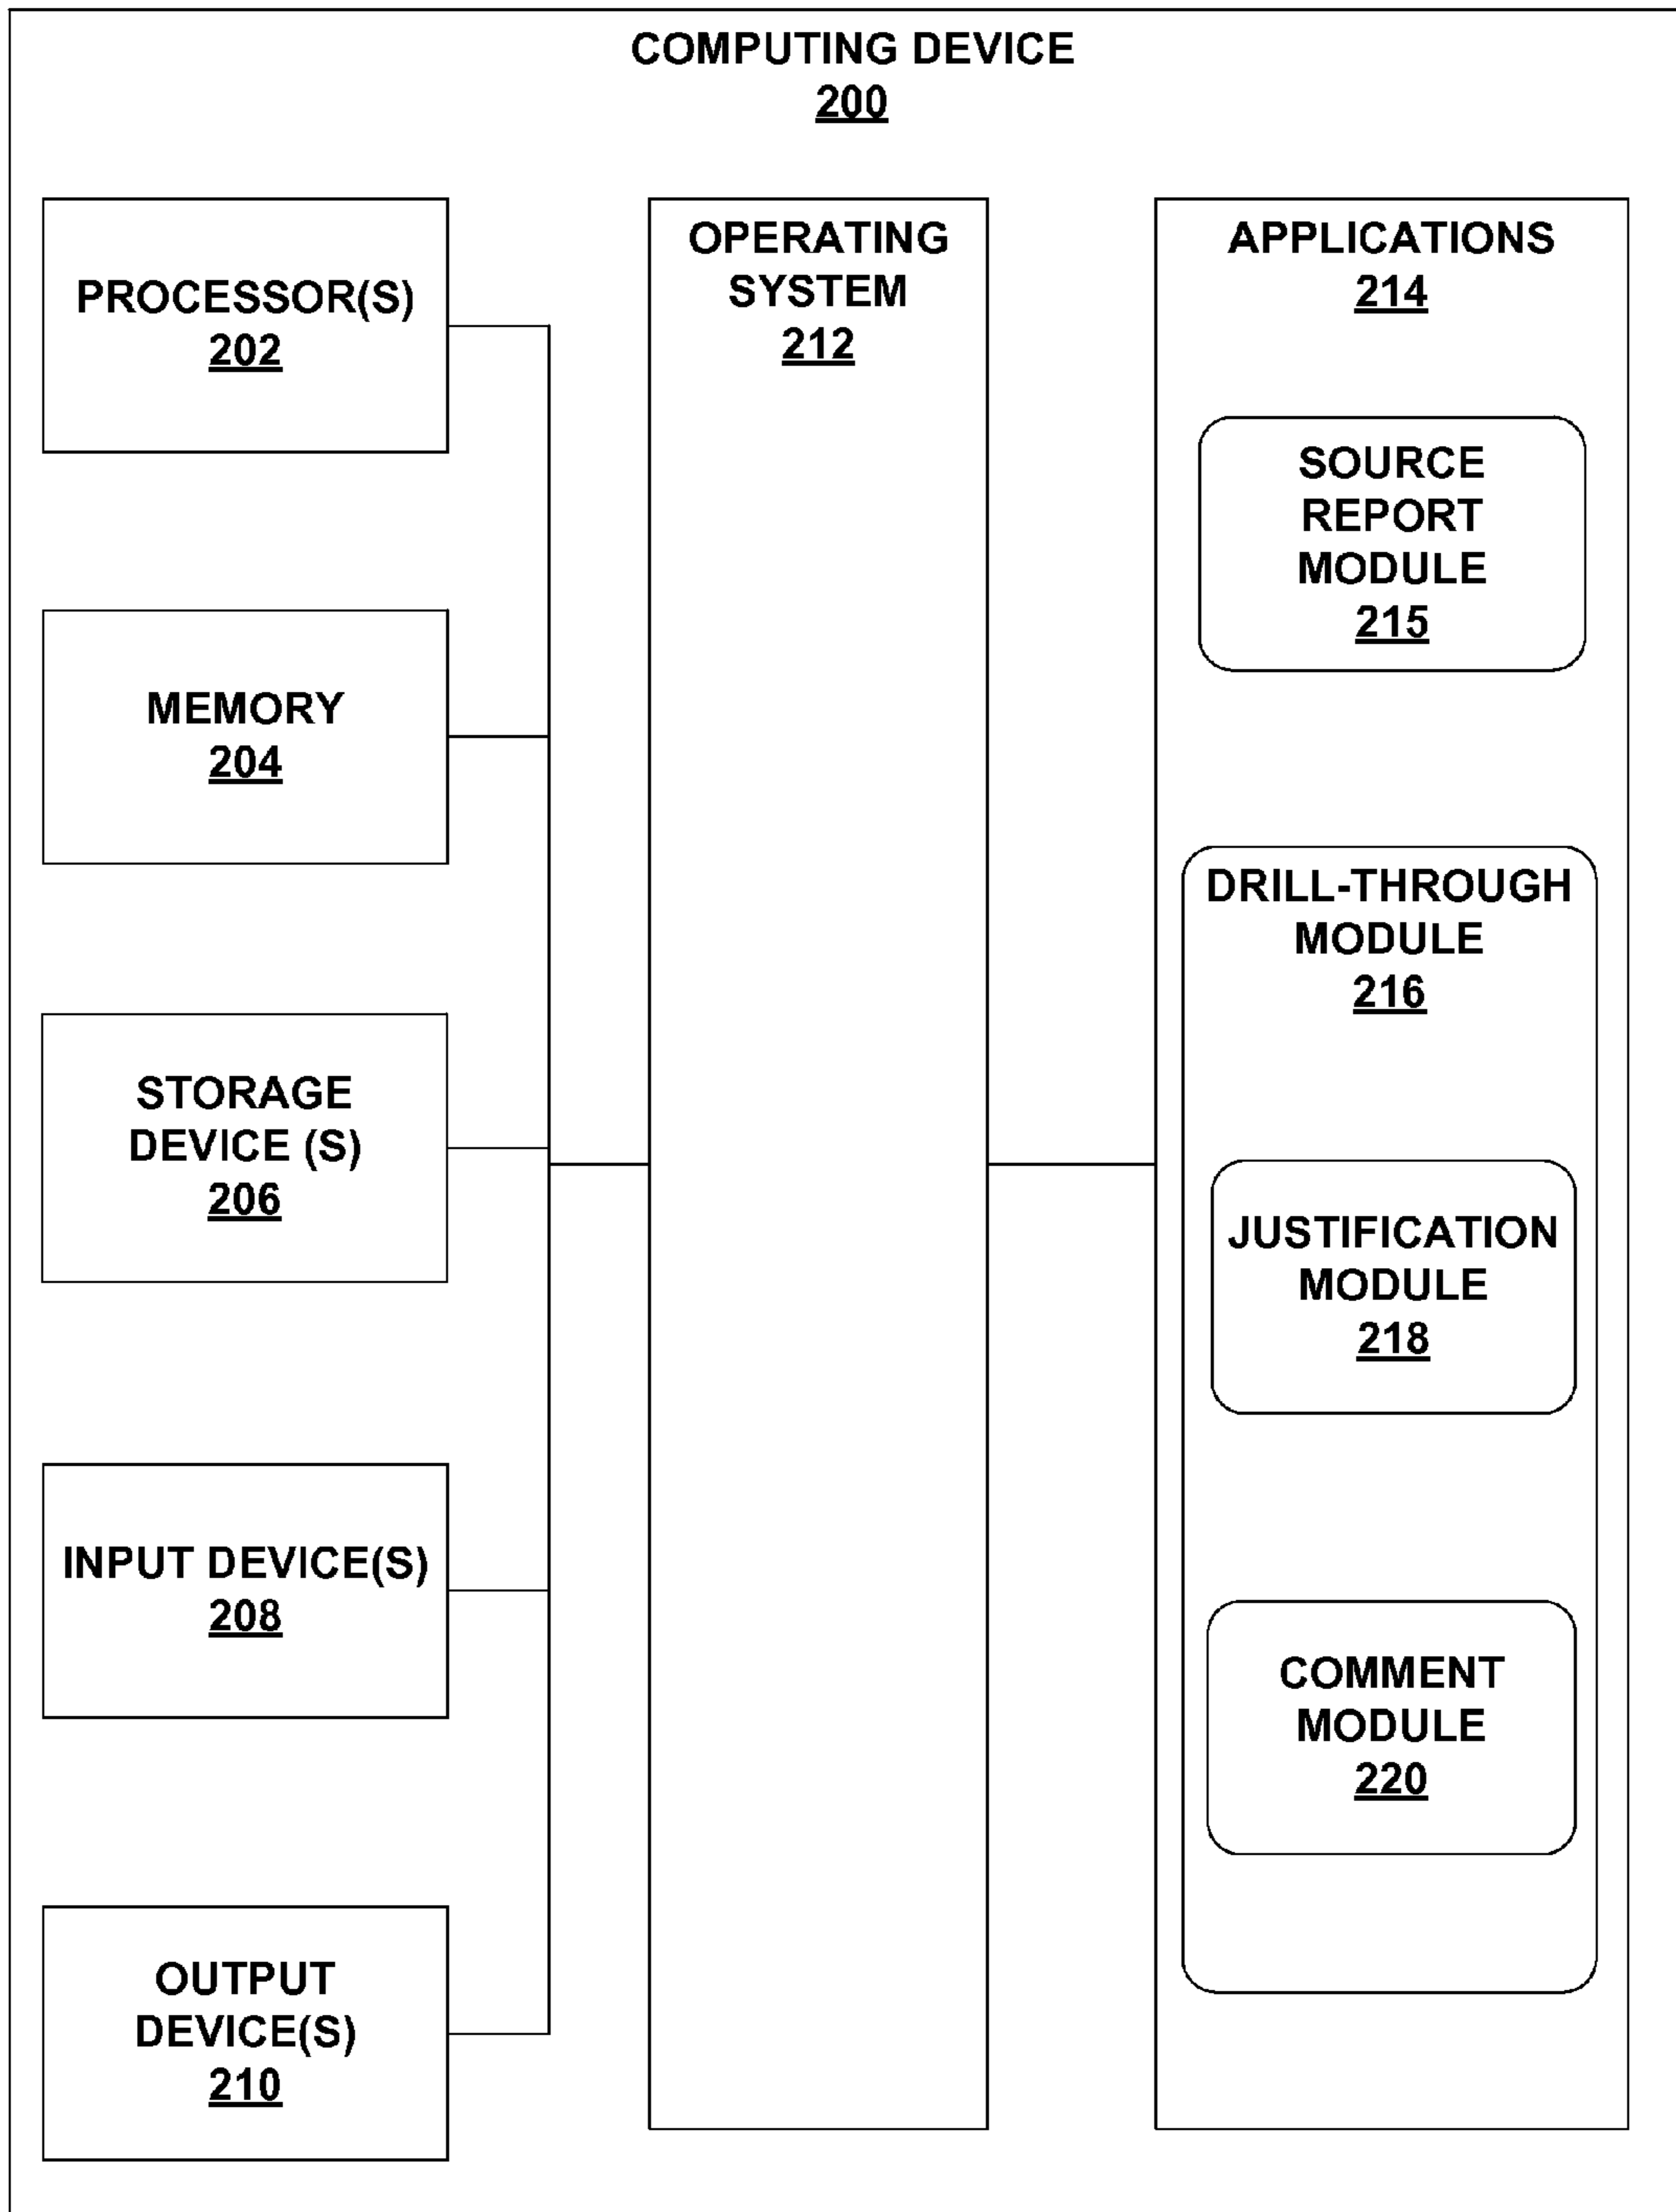 COMPUTING DEVICE
200
PROCESSOR(S)
202
MEMORY
204
STORAGE
DEVICE (S)
206
INPUT DEVICE(S)
208
OUTPUT
DEVICE(S)
210
OPERATING
SYSTEM
212
APPLICATIONS
214
SOURCE
REPORT
MODULE
215
DRILL-THROUGH
MODULE
216
JUSTIFICATION
MODULE
218
COMMENT
MODULE
220